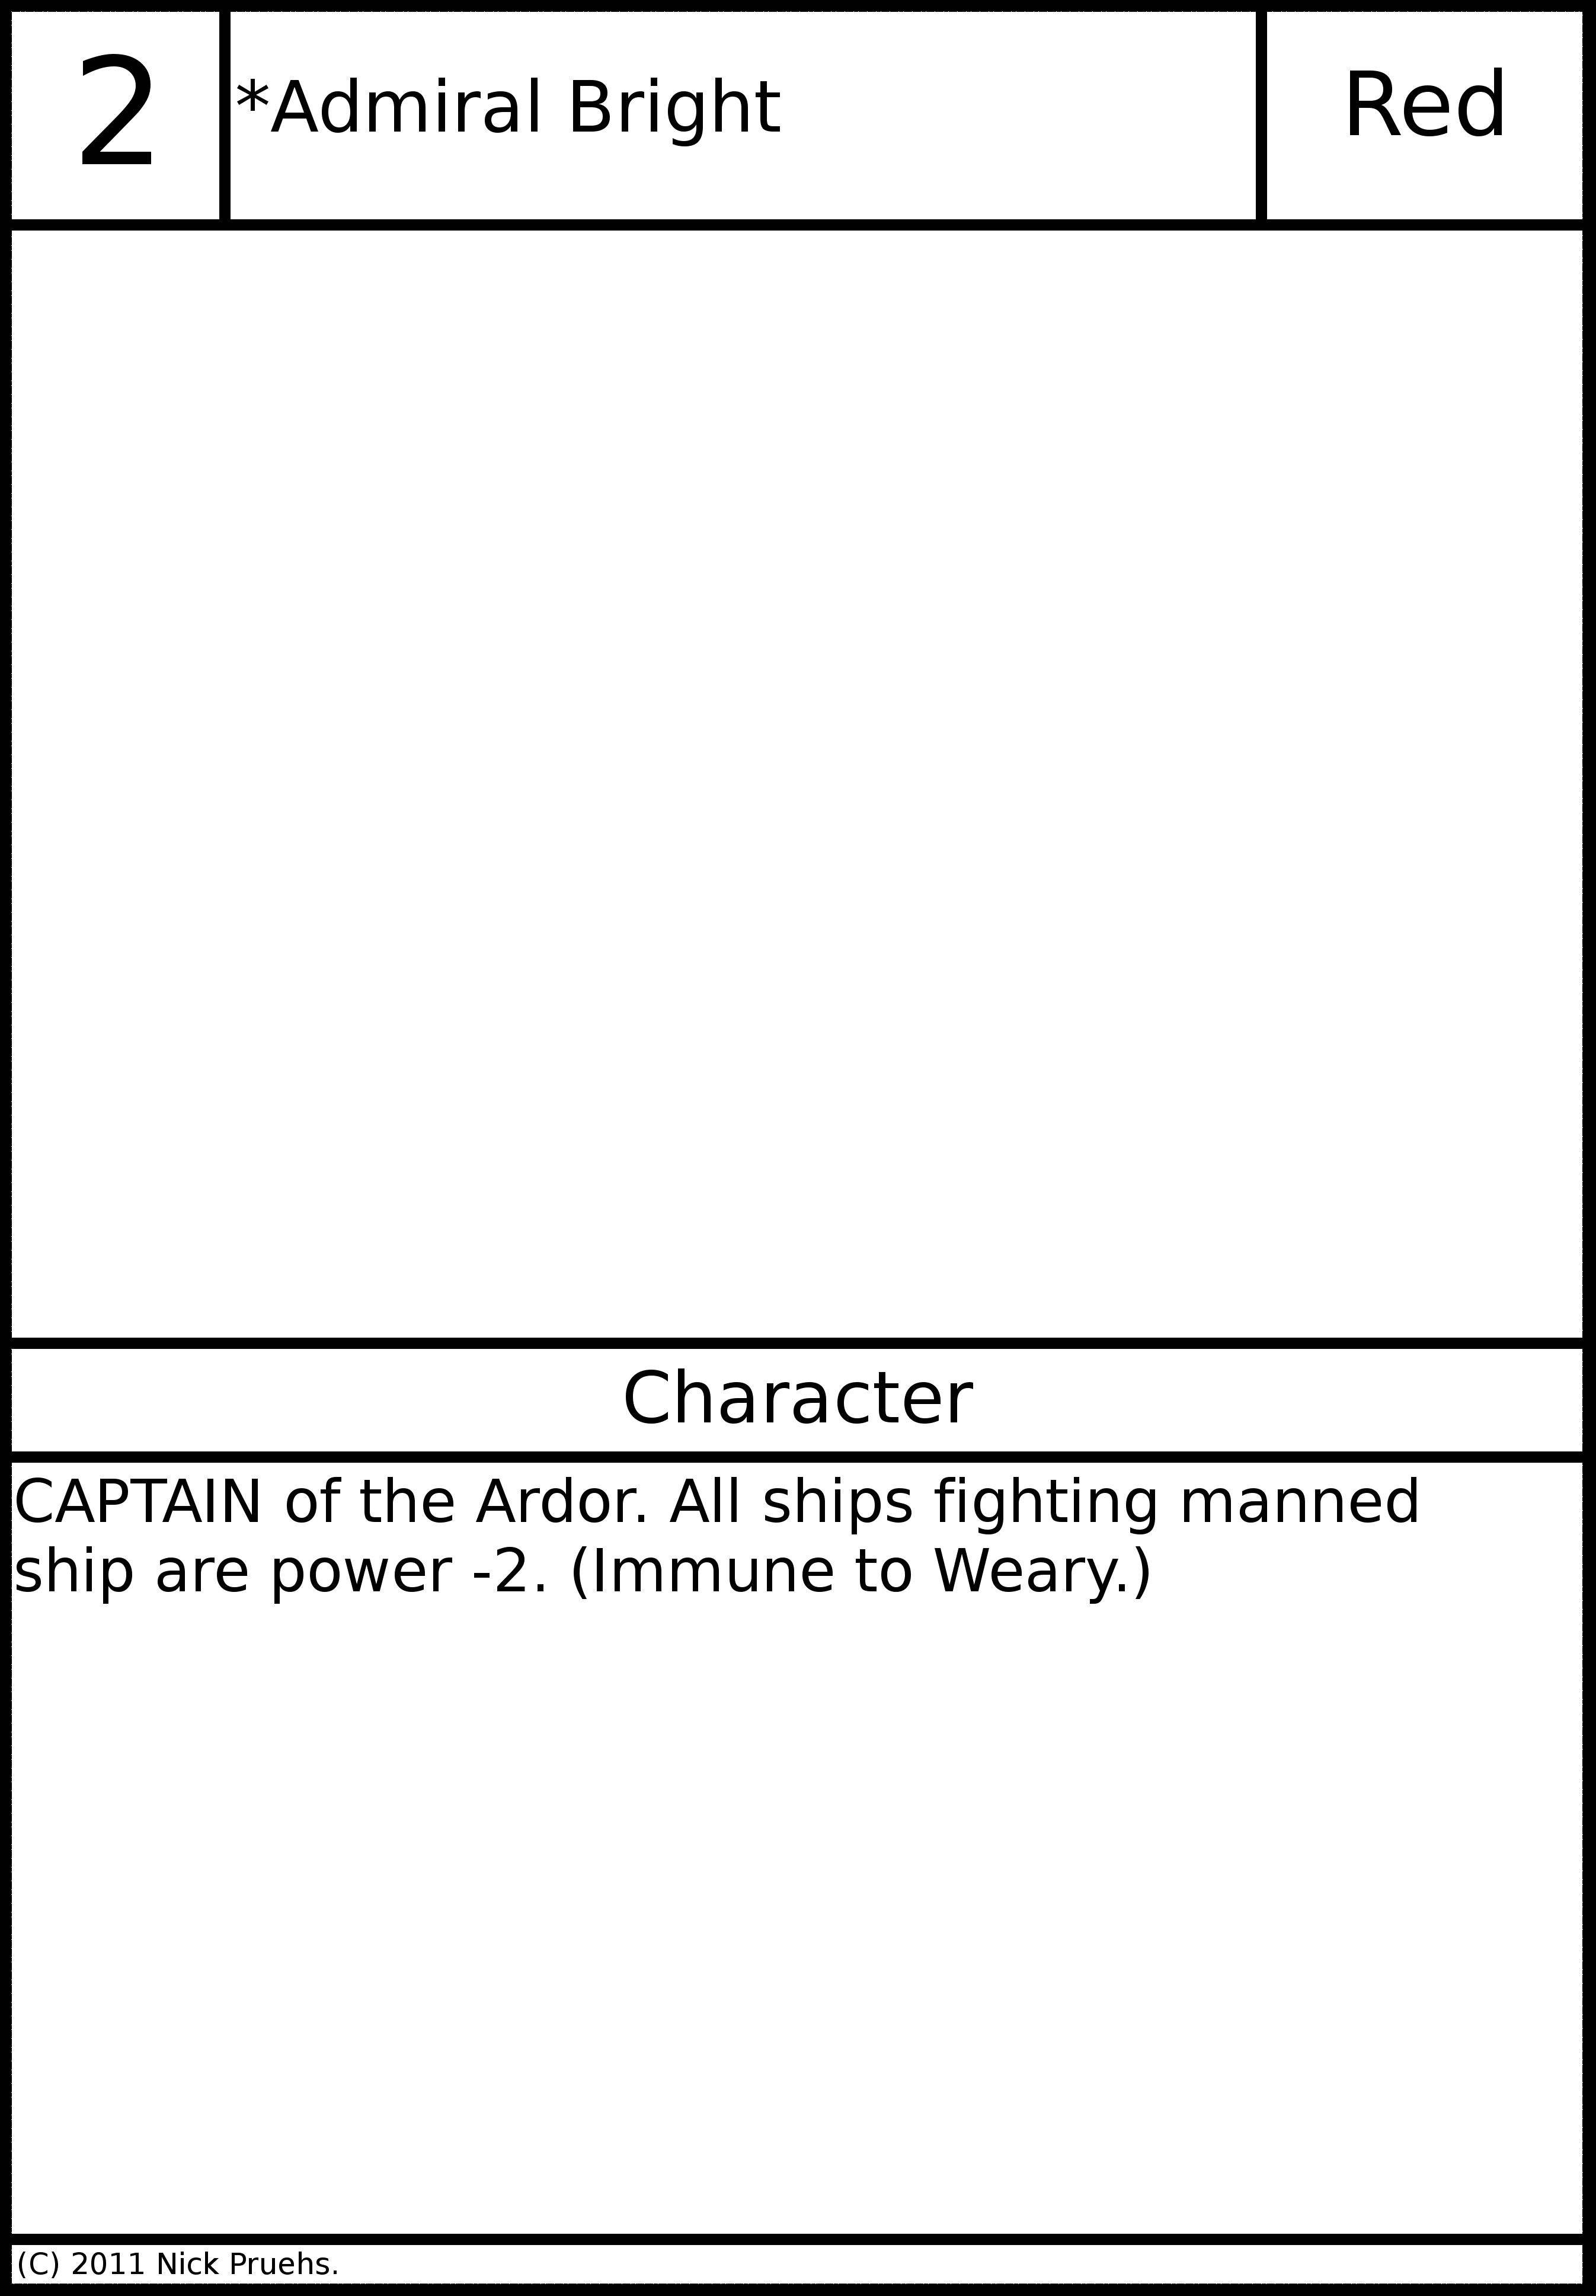 2
*Admiral Bright
Red
Character
CAPTAIN of the Ardor. All ships fighting manned
ship are power -2. (Immune to Weary.)
(C) 2011 Nick Pruehs.